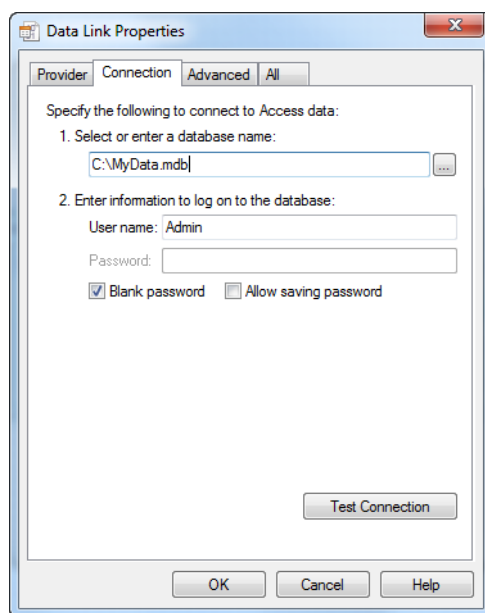 Data Link Properties
Provider Connection Advanced All
Specify the following to connect to Access data:
1. Select or enter a database name:
C:\MyData.mdb
...
2. Enter information to log on to the database:
User name: Admin
Password:
Blank password Allow saving password
Test Connection
OK Cancel Help